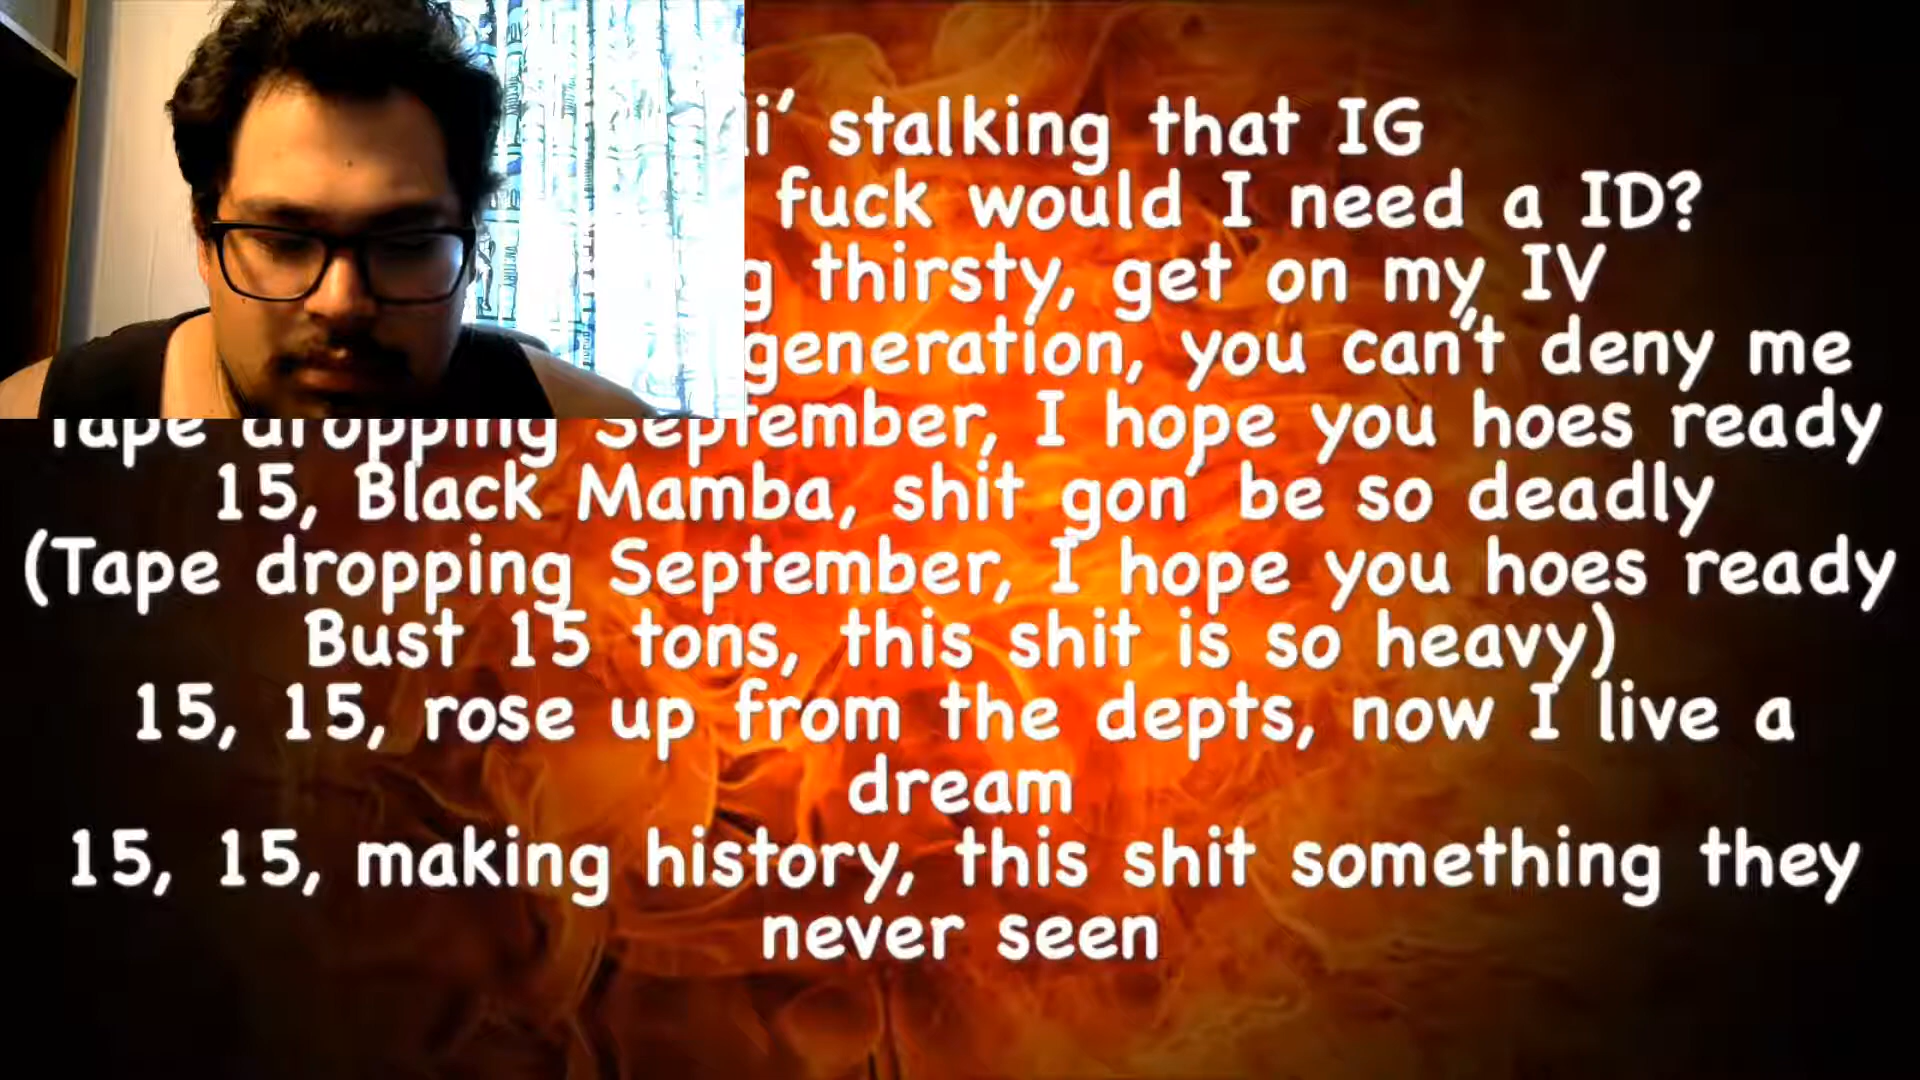 stalking that IG
fuck would I need a ID?
thirsty, get on my IV
generation, you can't deny me
Tape dropping September, I hope you hoes ready
15, Black Mamba, shit gon' be so deadly
(Tape dropping September, I hope you hoes ready
Bust 15 tons, this shit is so heavy)
15, 15, rose up from the depts, now I live a
dream
15, 15, making history, this shit something they
never seen